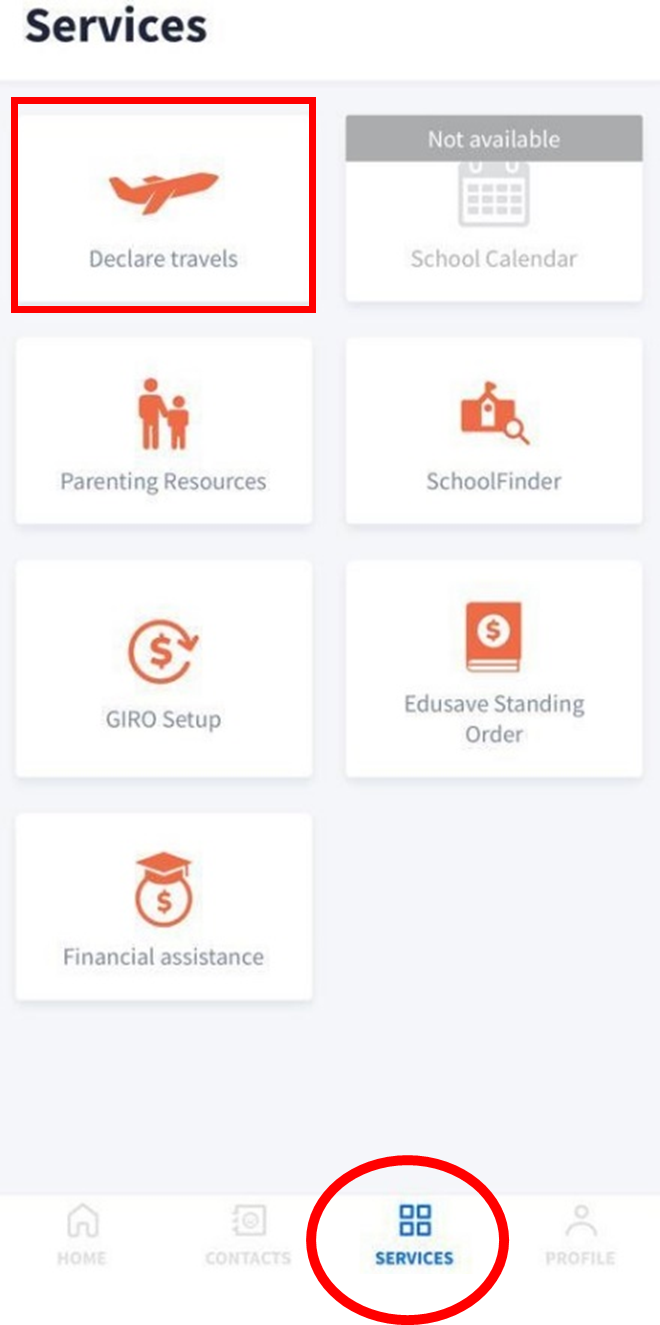 Services
Not available
Declare travels
School Calendar
Parenting Resources
SchoolFinder
$
$
GIRO Setup
Edusave Standing
Order
$
Financial assistance
HOME
CONTACTS
SERVICES
PROFILE